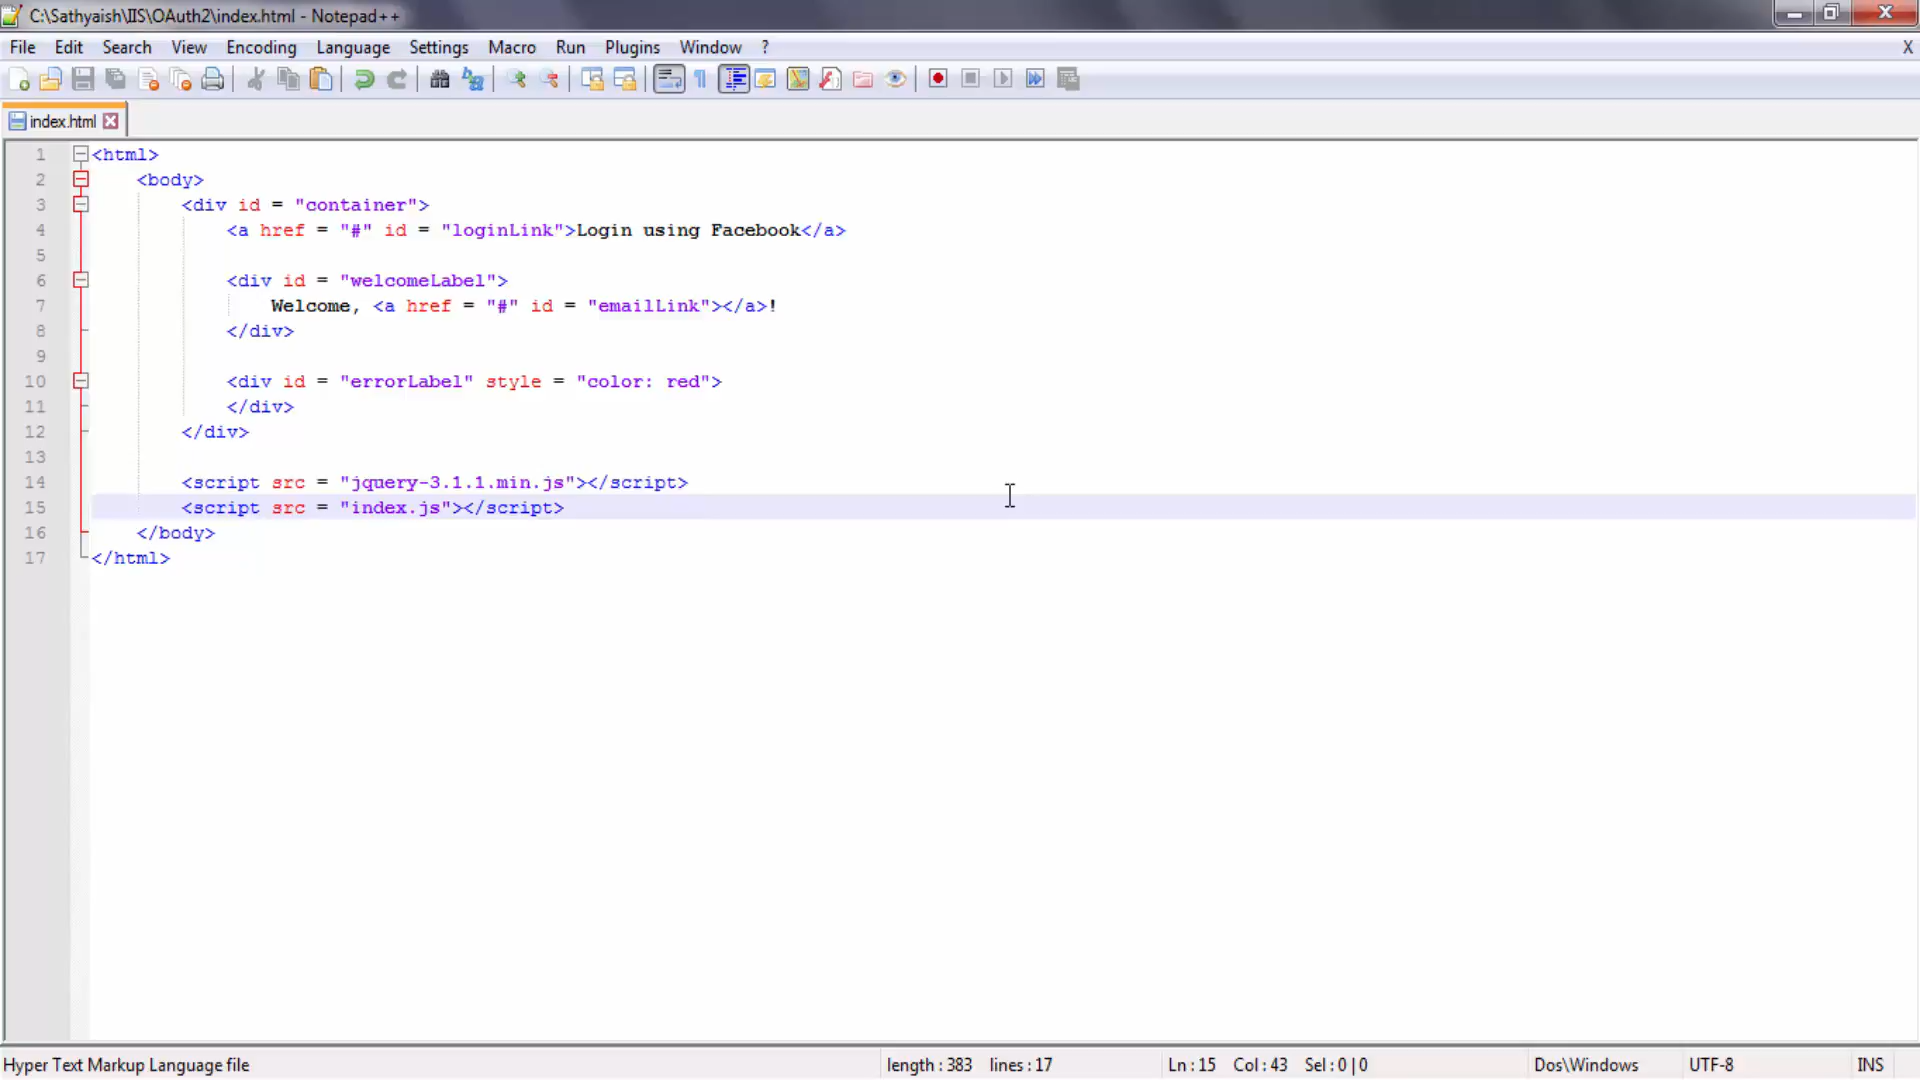 C:\Sathyaish\IIS\OAuth2\index.html - Notepad++
File Edit Search View Encoding Language Settings Macro Run Plugins Window ? X
index.html
1 <html>
2 <body>
3 <div id = "container">
4 <a href = "#" id = "loginLink">Login using Facebook</a>
5
6 <div id = "welcomeLabel">
7 Welcome, <a href = "#" id = "emailLink"></a>!
8 </div>
9
10 <div id = "errorLabel" style = "color: red">
11 </div>
12 </div>
13
14 <script src = "jquery-3.1.1.min.js"></script>
15 <script src = "index.js"></script>
16 </body>
17 </html>
Hyper Text Markup Language file length : 383 lines : 17 Ln : 15 Col : 43 Sel : 0 | 0 Dos\Windows UTF-8 INS